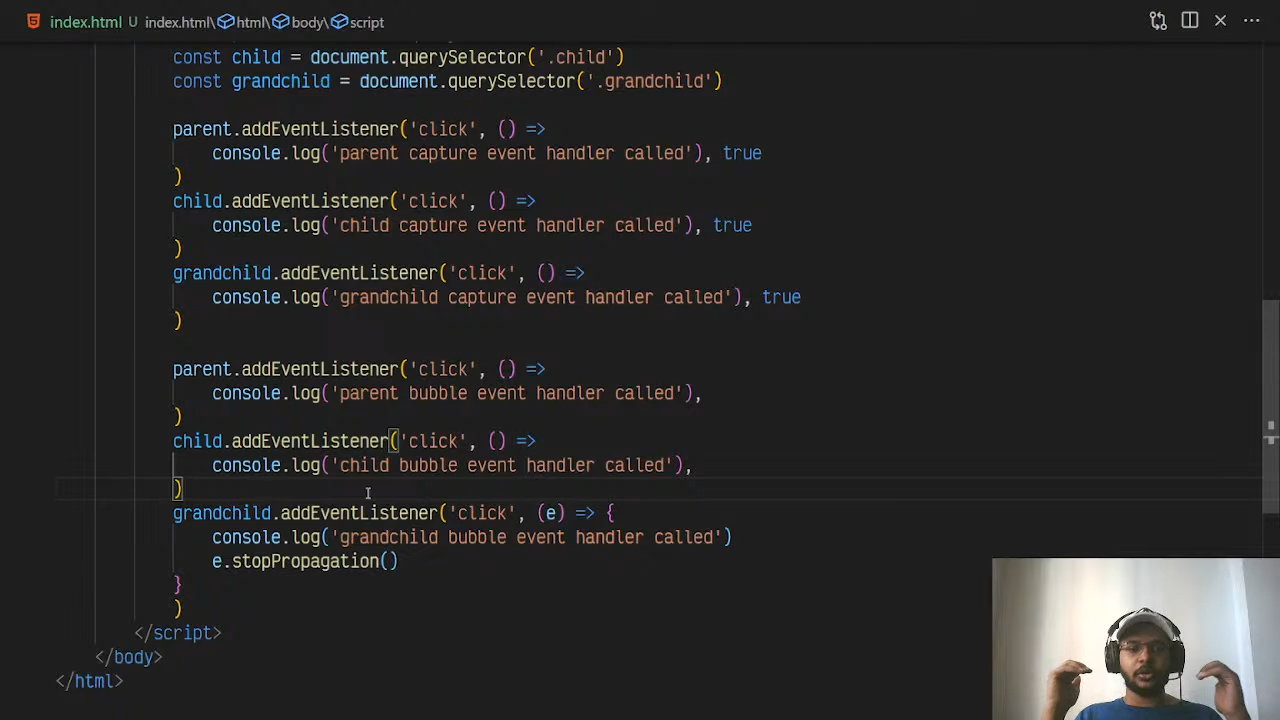 index.html U index.html\html\body\script
const child = document.querySelector('.child')
const grandchild = document.querySelector('.grandchild')
parent.addEventListener('click', () =>
console.log('parent capture event handler called'), true
)
child.addEventListener('click', () =>
console.log('child capture event handler called'), true
)
grandchild.addEventListener('click', () =>
console.log('grandchild capture event handler called'), true
)
parent.addEventListener('click', () =>
console.log('parent bubble event handler called'),
)
child.addEventListener('click', () =>
console.log('child bubble event handler called'),
)
grandchild.addEventListener('click', (e) => {
console.log('grandchild bubble event handler called')
e.stopPropagation()
}
)
</script>
</body>
</html>